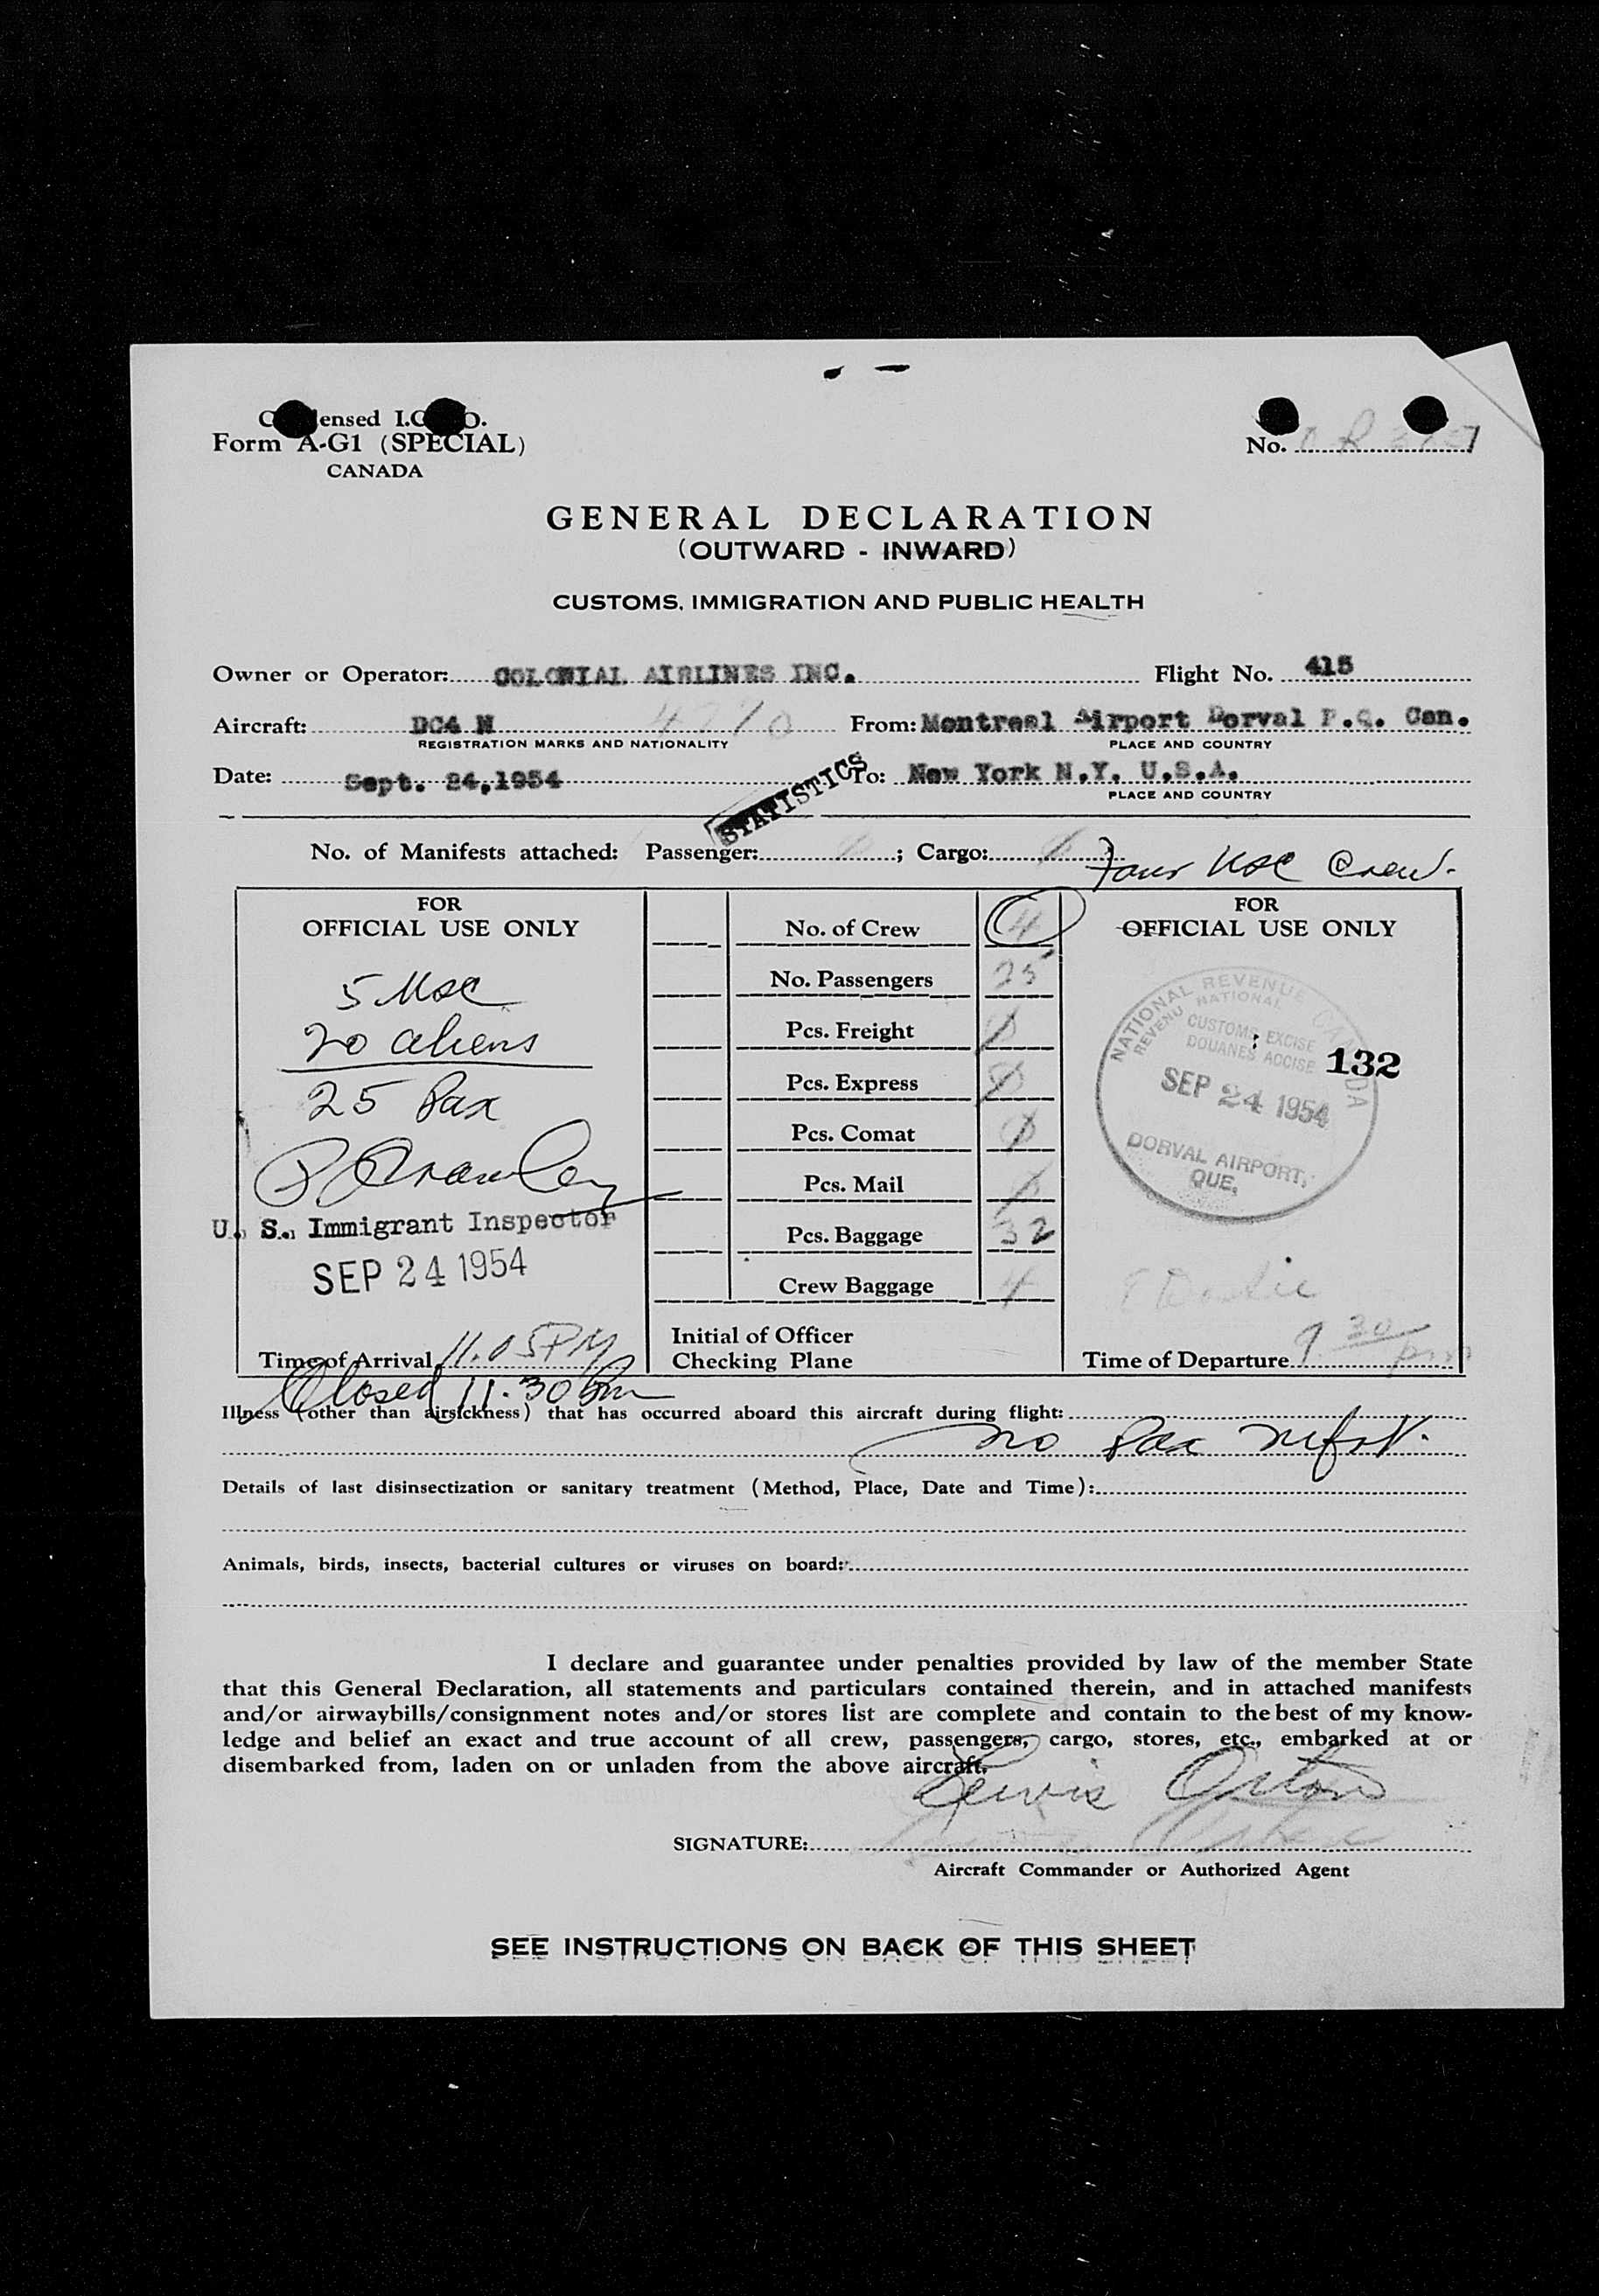 ensed I.C O.
Form A-G1 (SPECIAL)
CANADA
No.
GENERAL DECLARATION
(OUTWARD - INWARD)
CUSTOMS, IMMIGRATION AND PUBLIC HEALTH
Owner or Operator: COLONIAL AIRLINES INC. Flight No. 415
Aircraft: DC4 N From: Montreal Airport Dorval P.Q. Can.
REGISTRATION MARKS AND NATIONALITY PLACE AND COUNTRY
Date: Sept. 24,1954 To: New York N.Y. U.S.A.
PLACE AND COUNTRY
STATISTICS
No. of Manifests attached: Passenger: ; Cargo:
Four USC Crew.
FOR
OFFICIAL USE ONLY
5 USC
20 aliens
25 Pax
U. S. Immigrant Inspector
SEP 24 1954
Time of Arrival 11.05 PM
Closed 11.30 Pm
No. of Crew 4
No. Passengers 25
Pcs. Freight
Pcs. Express
Pcs. Comat
Pcs. Mail
Pcs. Baggage 32
Crew Baggage 4
Initial of Officer
Checking Plane
FOR
OFFICIAL USE ONLY
NATIONAL REVENUE CANADA
REVENU NATIONAL
CUSTOMS EXCISE
DOUANES ACCISE
132
SEP 24 1954
DORVAL AIRPORT,
QUE.
Time of Departure 9 30 pm
Illness (other than airsickness) that has occurred aboard this aircraft during flight:
no Pax
Details of last disinsectization or sanitary treatment (Method, Place, Date and Time):
Animals, birds, insects, bacterial cultures or viruses on board:
I declare and guarantee under penalties provided by law of the member State
that this General Declaration, all statements and particulars contained therein, and in attached manifests
and/or airwaybills/consignment notes and/or stores list are complete and contain to the best of my know-
ledge and belief an exact and true account of all crew, passengers, cargo, stores, etc., embarked at or
disembarked from, laden on or unladen from the above aircraft.
Lewis Orton
SIGNATURE:
Aircraft Commander or Authorized Agent
SEE INSTRUCTIONS ON BACK OF THIS SHEET